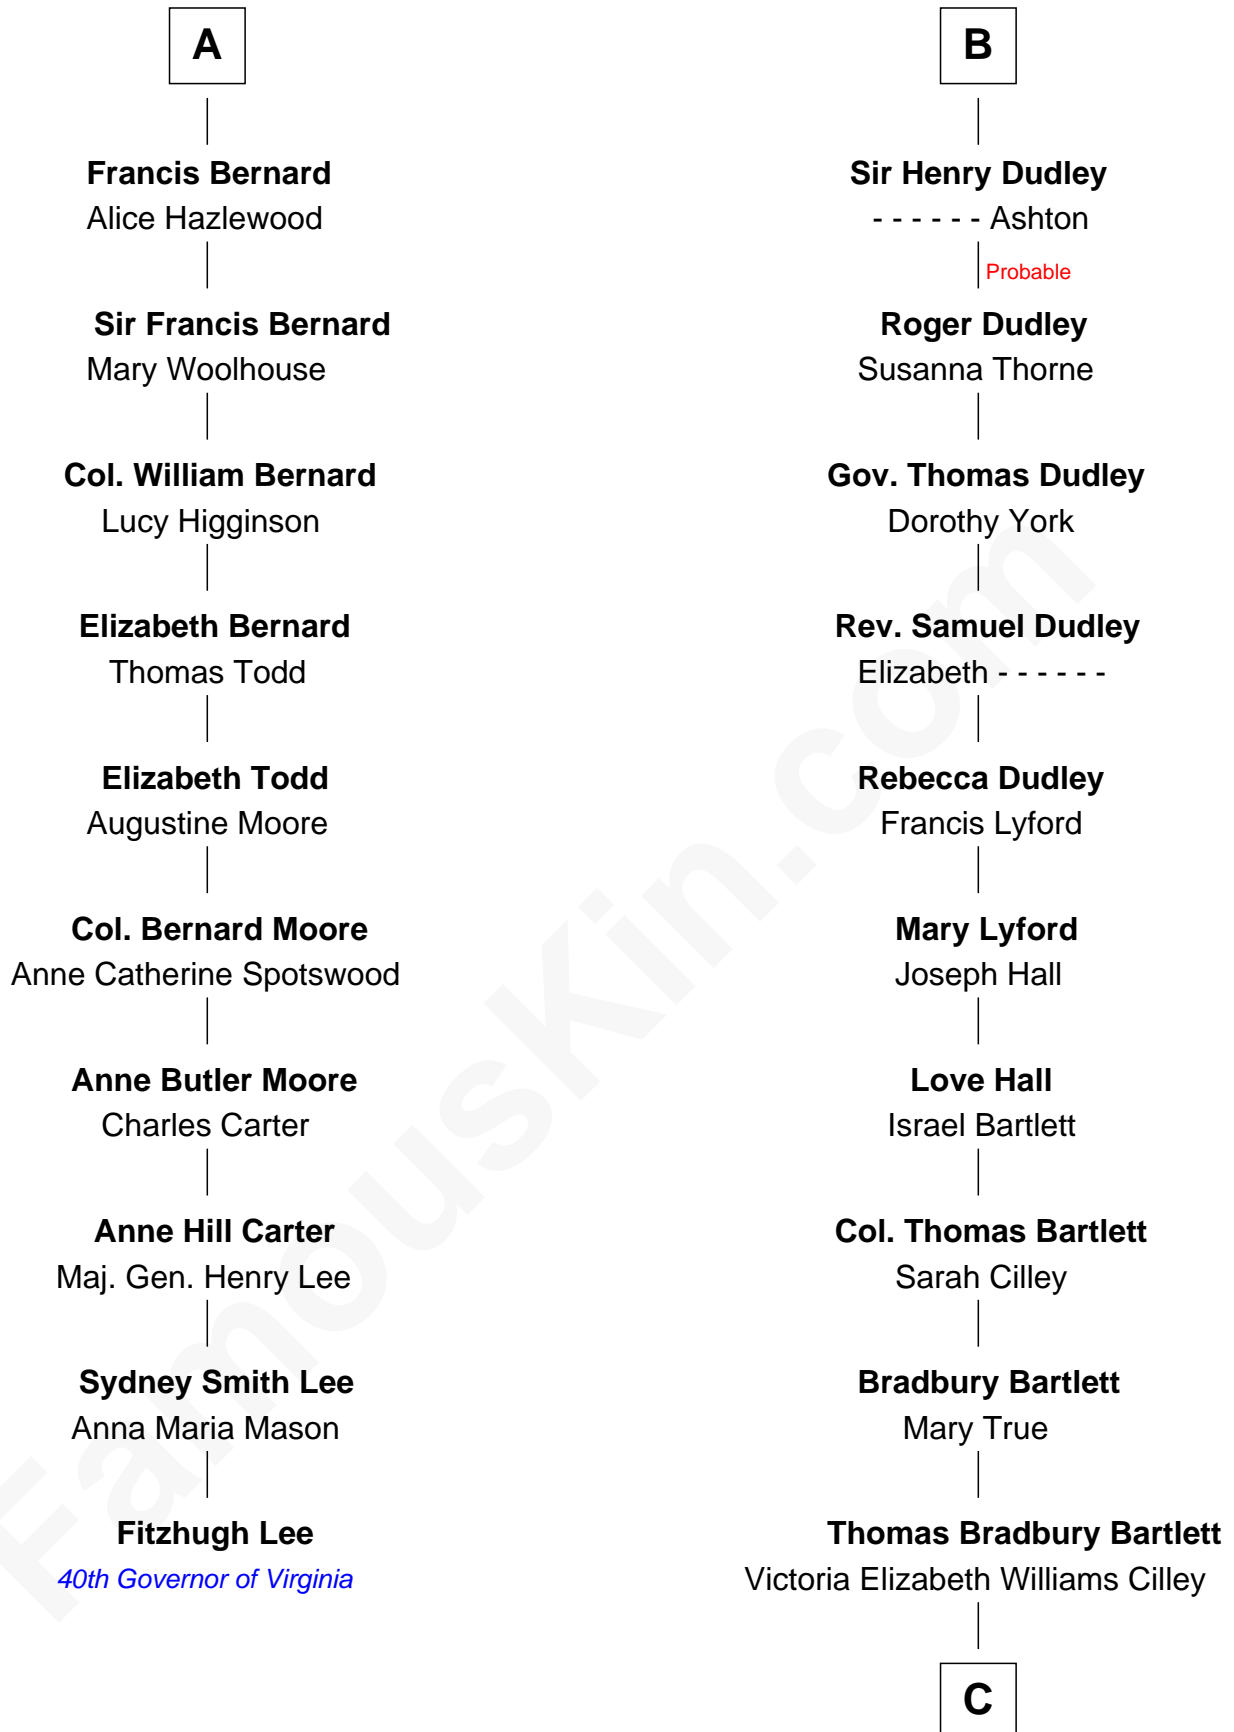 A
Francis Bernard
Alice Hazlewood
Sir Francis Bernard
Mary Woolhouse
Col. William Bernard
Lucy Higginson
Elizabeth Bernard
Thomas Todd
Elizabeth Todd
Augustine Moore
Col. Bernard Moore
Anne Catherine Spotswood
Anne Butler Moore
Charles Carter
Anne Hill Carter
Maj. Gen. Henry Lee
Sydney Smith Lee
Anna Maria Mason
Fitzhugh Lee
40th Governor of Virginia
B
Sir Henry Dudley
- - - - - - Ashton
Probable
Roger Dudley
Susanna Thorne
Gov. Thomas Dudley
Dorothy York
Rev. Samuel Dudley
Elizabeth - - - - - -
Rebecca Dudley
Francis Lyford
Mary Lyford
Joseph Hall
Love Hall
Israel Bartlett
Col. Thomas Bartlett
Sarah Cilley
Bradbury Bartlett
Mary True
Thomas Bradbury Bartlett
Victoria Elizabeth Williams Cilley
C
FamousKin.com